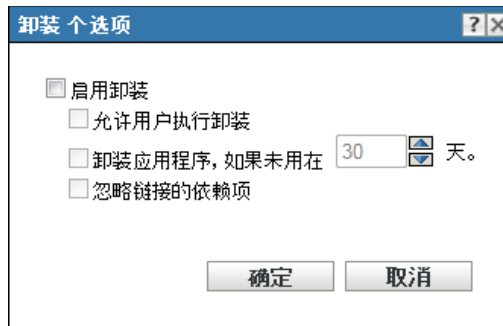 卸装 个选项
? X
启用卸装
允许用户执行卸装
卸装应用程序, 如果未用在 30 天。
忽略链接的依赖项
确定 取消